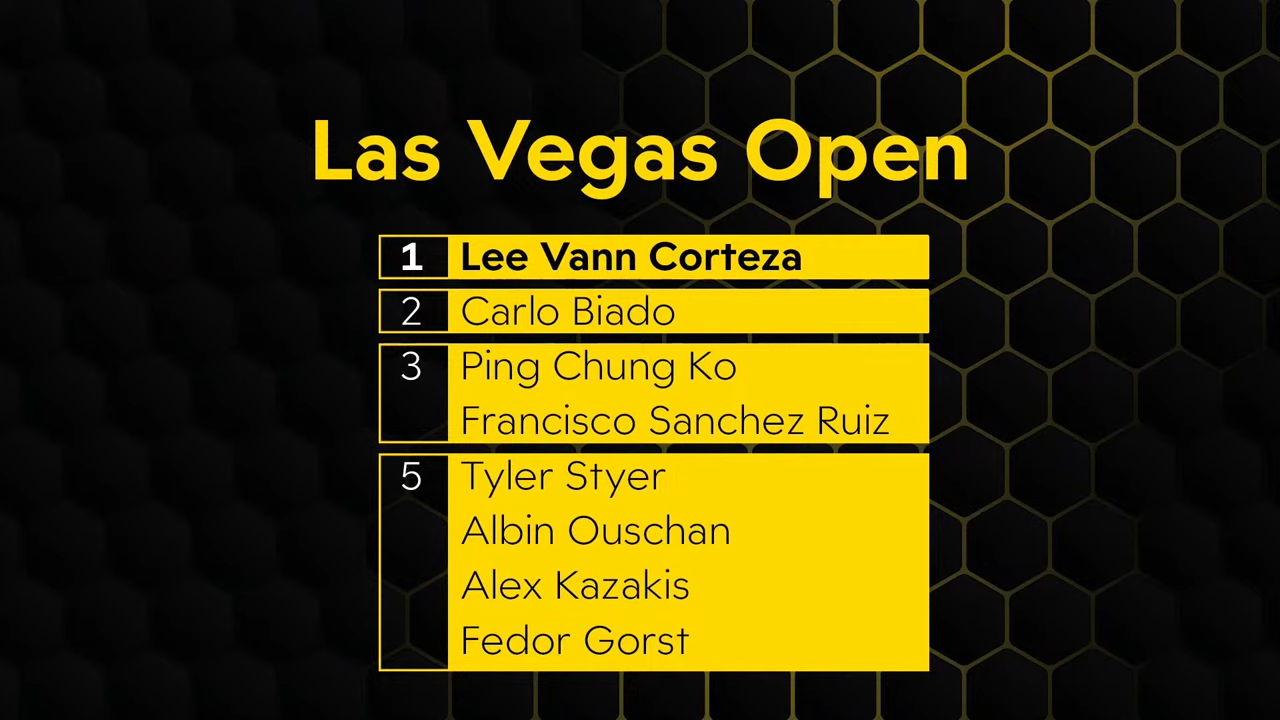 Las Vegas Open
1 Lee Vann Corteza
2 Carlo Biado
3 Ping Chung Ko
Francisco Sanchez Ruiz
5 Tyler Styer
Albin Ouschan
Alex Kazakis
Fedor Gorst